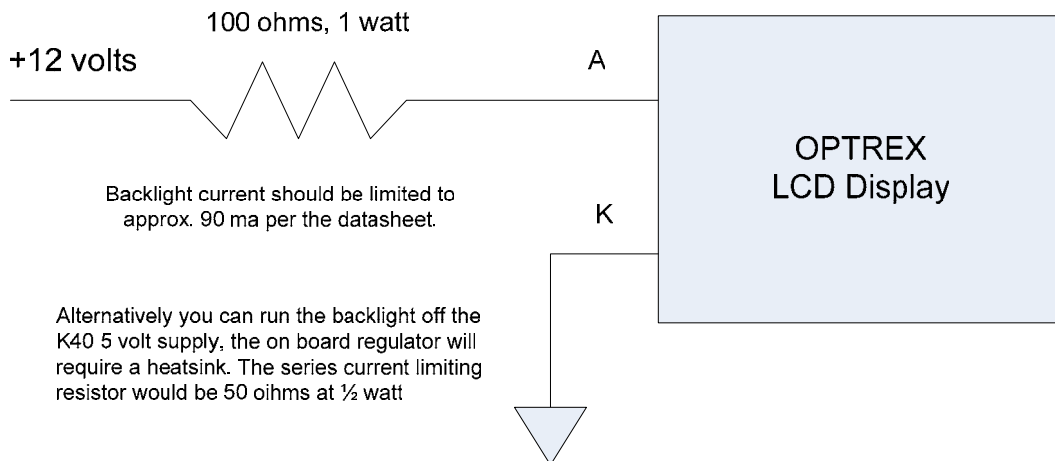 100 ohms, 1 watt
+12 volts
A
OPTREX
LCD Display
Backlight current should be limited to
approx. 90 ma per the datasheet.
K
Alternatively you can run the backlight off the
K40 5 volt supply, the on board regulator will
require a heatsink. The series current limiting
resistor would be 50 oihms at ½ watt